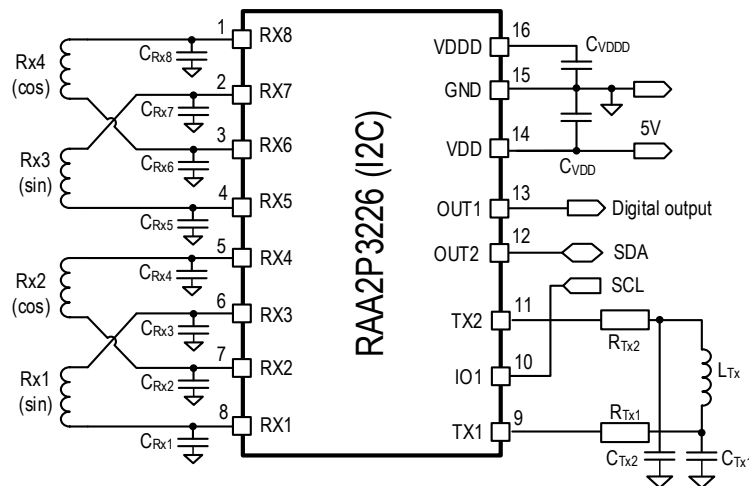 1 RX8
CRx8
Rx4
(cos)
2 RX7
CRx7
3 RX6
CRx6
Rx3
(sin)
4 RX5
CRx5
5 RX4
CRx4
Rx2
(cos)
6 RX3
CRx3
7 RX2
CRx2
Rx1
(sin)
8 RX1
CRx1
RAA2P3226 (I2C)
VDDD 16
CVDDD
GND 15
5V
VDD 14
CVDD
OUT1 13 Digital output
OUT2 12 SDA
SCL
TX2 11
RTx2
LTx
IO1 10
RTx1
TX1 9
CTx2 CTx1